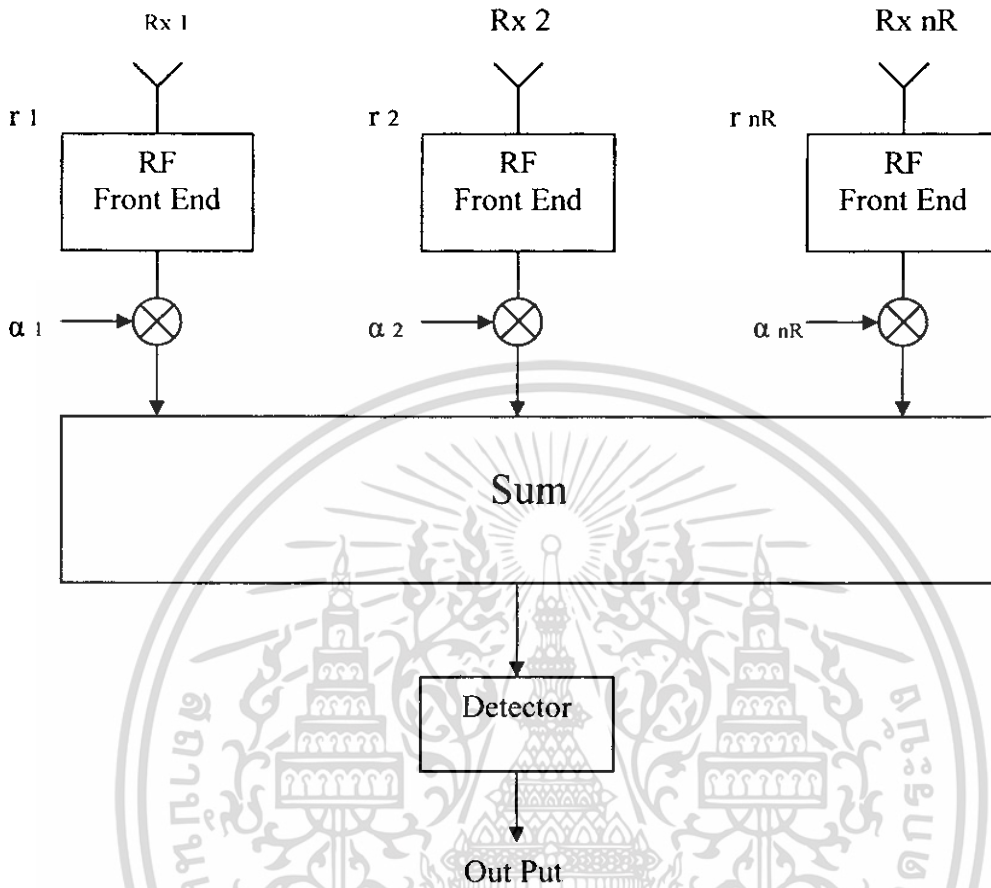 Rx 1
Rx 2
Rx nR
r 1
r 2
r nR
RF
Front End
RF
Front End
RF
Front End
α 1
α 2
α nR
Sum
Detector
Out Put